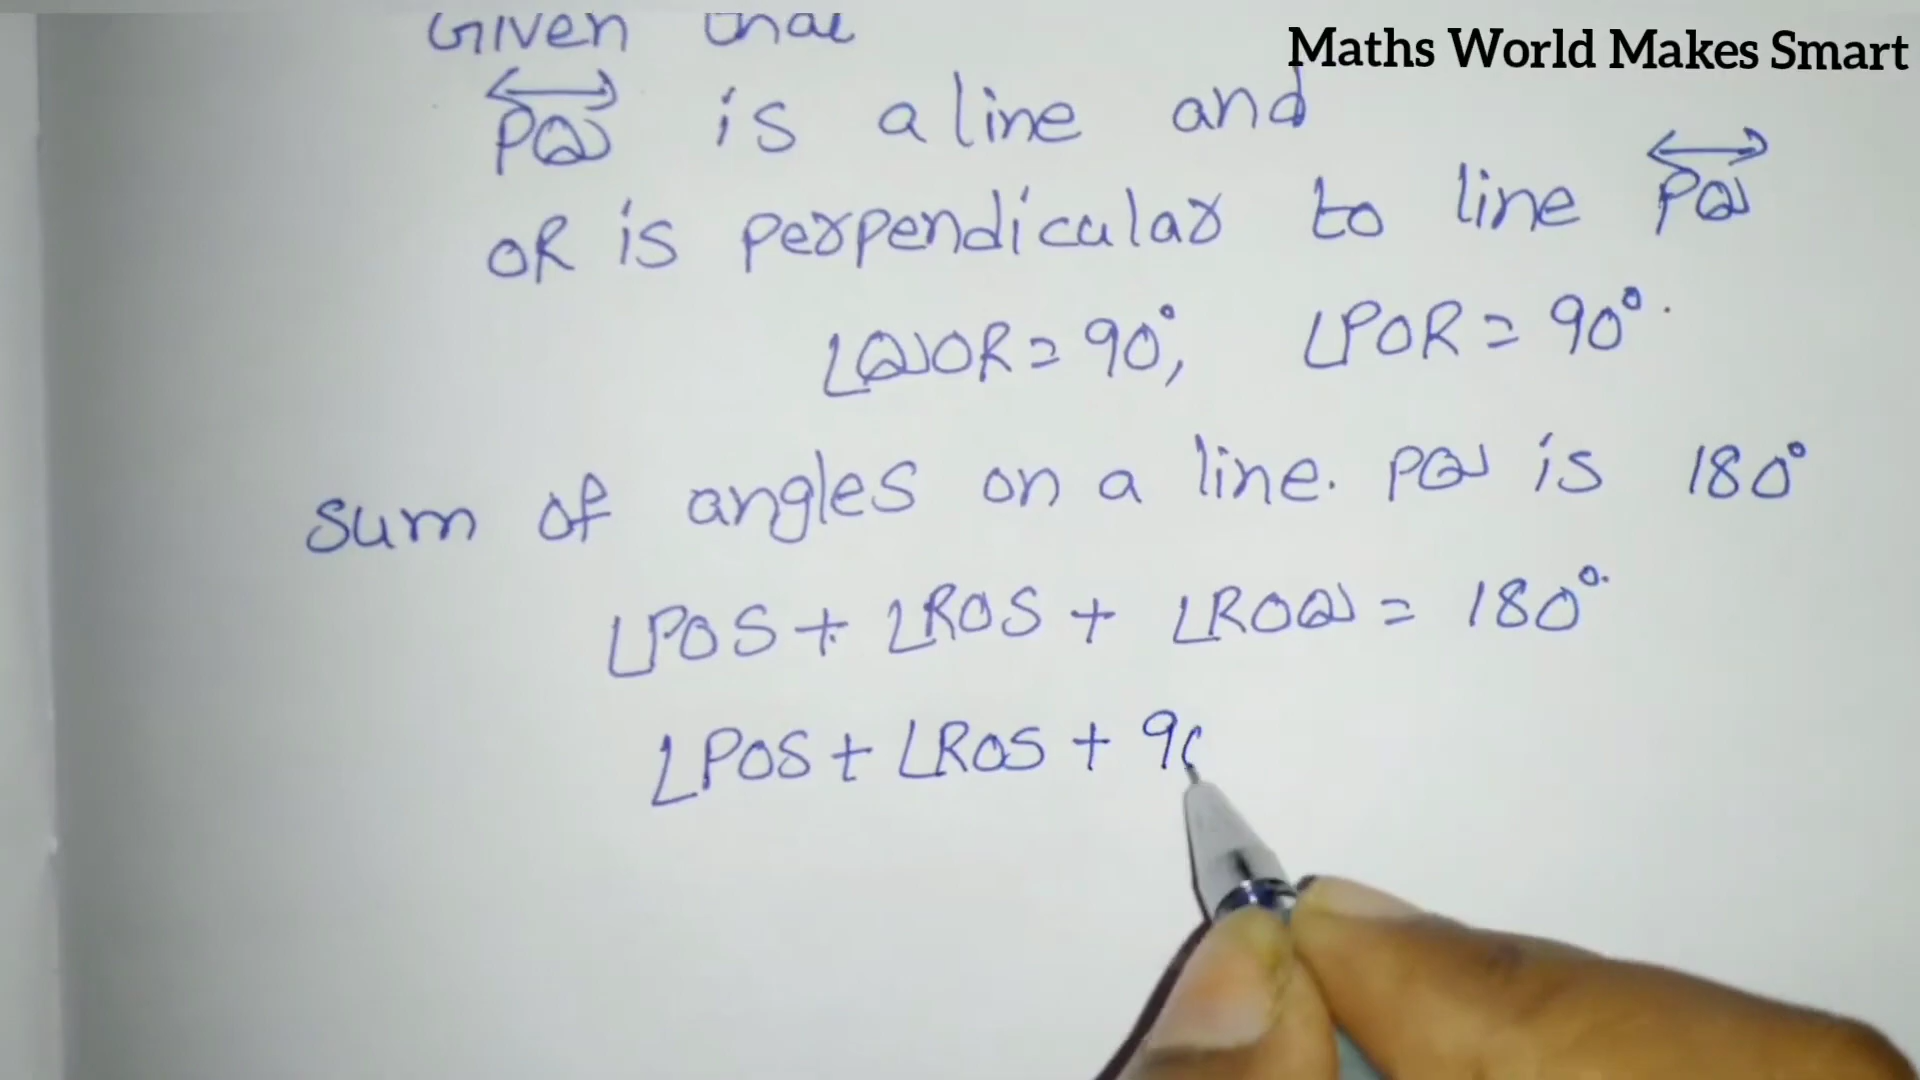 Maths World Makes Smart
Given that
PQ is a line and
OR is perpendicular to line PQ
∠QOR = 90°, ∠POR = 90°.
Sum of angles on a line. PQ is 180°
∠POS + ∠ROS + ∠ROQ = 180°.
∠POS + ∠ROS + 90